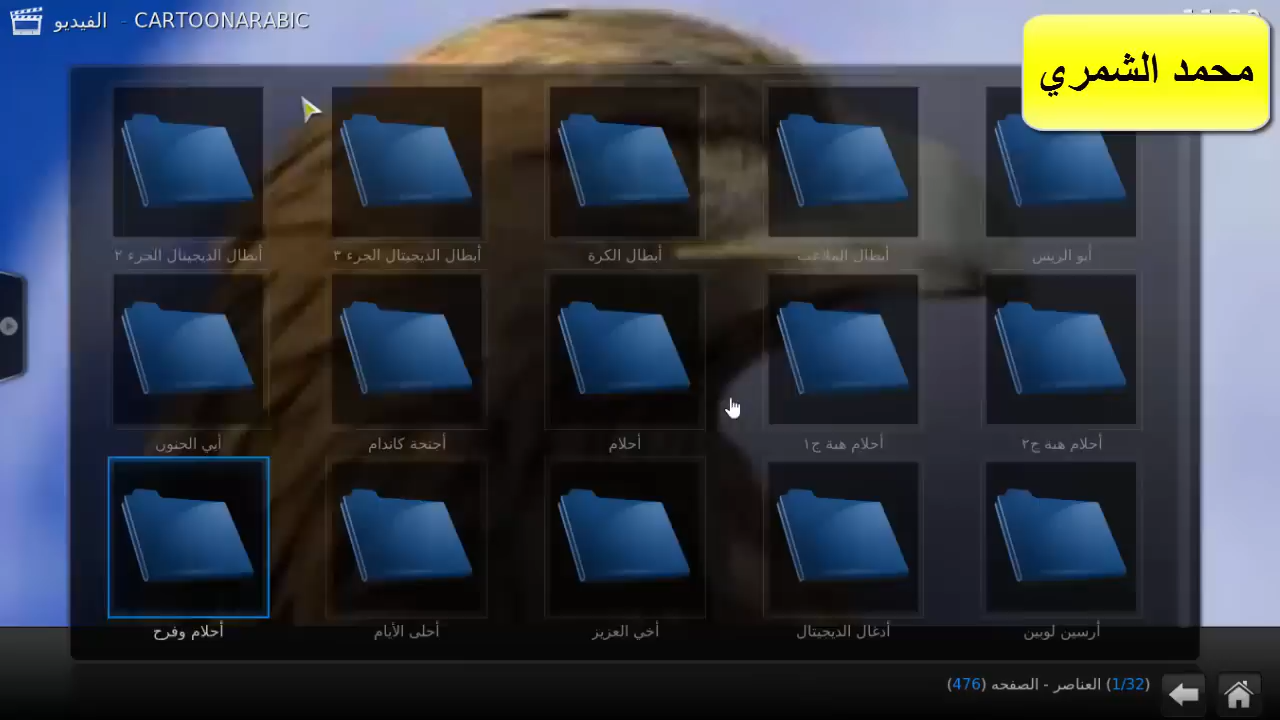 الفيديو - CARTOONARABIC
محمد الشمري
أبطال الديجيتال الجزء ٢
أبطال الديجيتال الجزء ٣
أبطال الكرة
أبطال الملاعب
أبو الريس
أبي الحنون
أجنحة كاندام
أحلام
أحلام هبة ج١
أحلام هبة ج٢
أحلام وفرح
أحلى الأيام
أخي العزيز
أدغال الديجيتال
أرسين لوبين
(1/32) العناصر - الصفحه (476)